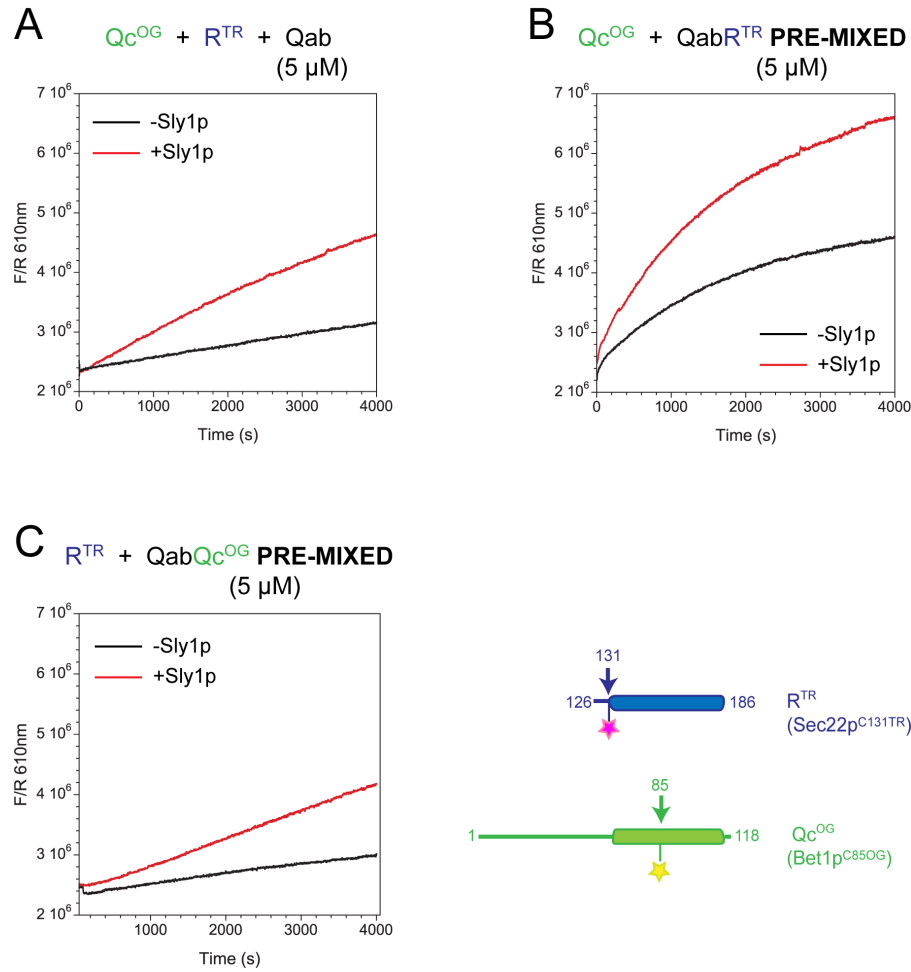 A
Qc^OG + R^TR + Qab
(5 μM)
7 10^6
6 10^6
5 10^6
4 10^6
3 10^6
2 10^6
F/R 610nm
-Sly1p
+Sly1p
0 1000 2000 3000 4000
Time (s)
B
Qc^OG + QabR^TR PRE-MIXED
(5 μM)
7 10^6
6 10^6
5 10^6
4 10^6
3 10^6
2 10^6
F/R 610nm
-Sly1p
+Sly1p
0 1000 2000 3000 4000
Time (s)
C
R^TR + QabQc^OG PRE-MIXED
(5 μM)
7 10^6
6 10^6
5 10^6
4 10^6
3 10^6
2 10^6
F/R 610nm
-Sly1p
+Sly1p
1000 2000 3000 4000
Time (s)
131
126 186 R^TR
(Sec22p^C131TR)
85
1 118 Qc^OG
(Bet1p^C85OG)